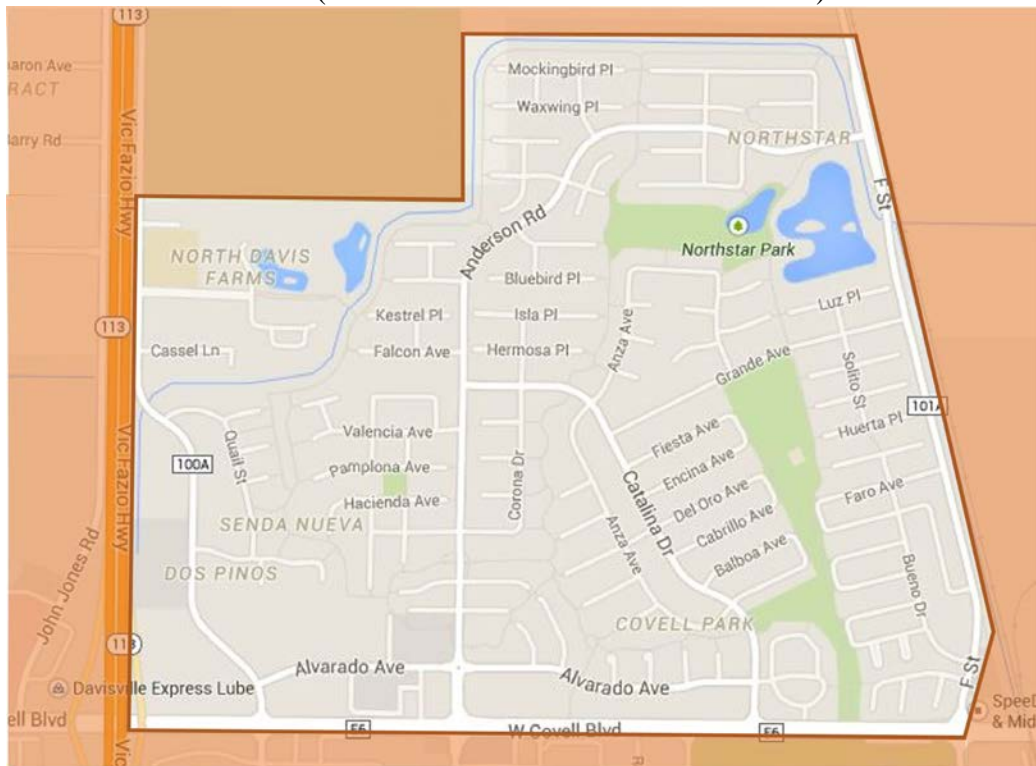 113
aron Ave
RACT
arry Rd
Vic Fazio Hwy
Mockingbird Pl
Waxwing Pl
NORTHSTAR
F St
Anderson Rd
Northstar Park
NORTH DAVIS
FARMS
Bluebird Pl
Luz Pl
113
Kestrel Pl
Isla Pl
Anza Ave
Cassel Ln
Falcon Ave
Hermosa Pl
Grande Ave
Solito St
101A
Vic Fazio Hwy
Quail St
Valencia Ave
Fiesta Ave
Huerta Pl
100A
Pamplona Ave
Corona Dr
Catalina Dr
Encina Ave
Hacienda Ave
Del Oro Ave
Faro Ave
SENDA NUEVA
Anza Ave
Cabrillo Ave
Balboa Ave
John Jones Rd
DOS PINOS
Bueno Dr
COVELL PARK
113
Alvarado Ave
Alvarado Ave
F St
Davisville Express Lube
SpeeD
& Mid
ell Blvd
E6
W Covell Blvd
E6
Vic